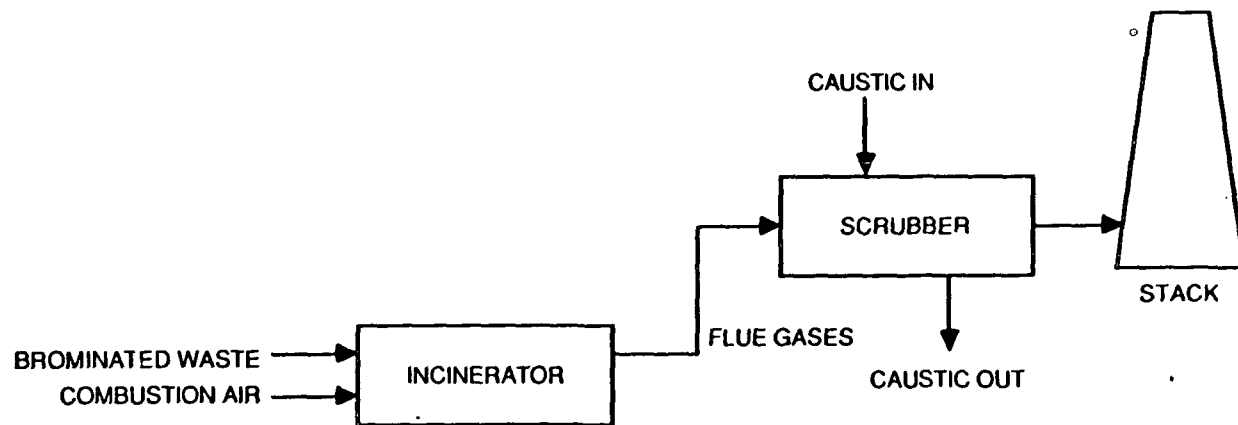 CAUSTIC IN
SCRUBBER
STACK
FLUE GASES
BROMINATED WASTE
INCINERATOR
CAUSTIC OUT
COMBUSTION AIR